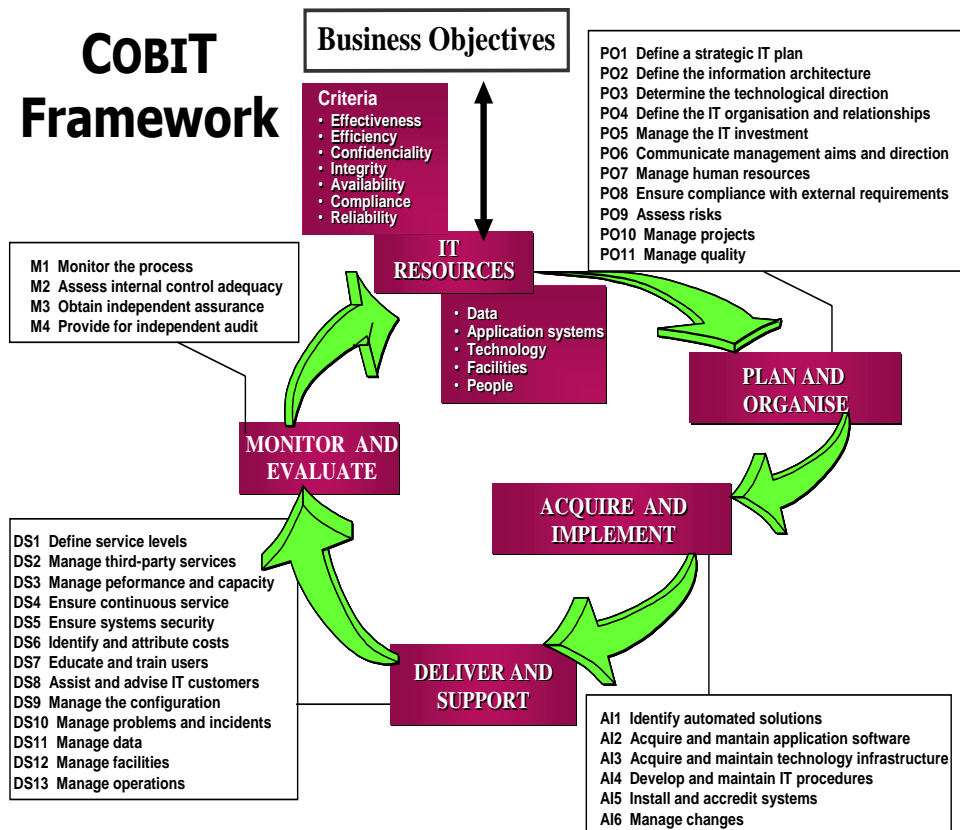 COBIT
Framework
Business Objectives
Criteria
• Effectiveness
• Efficiency
• Confidenciality
• Integrity
• Availability
• Compliance
• Reliability
PO1 Define a strategic IT plan
PO2 Define the information architecture
PO3 Determine the technological direction
PO4 Define the IT organisation and relationships
PO5 Manage the IT investment
PO6 Communicate management aims and direction
PO7 Manage human resources
PO8 Ensure compliance with external requirements
PO9 Assess risks
PO10 Manage projects
PO11 Manage quality
IT
RESOURCES
• Data
• Application systems
• Technology
• Facilities
• People
M1 Monitor the process
M2 Assess internal control adequacy
M3 Obtain independent assurance
M4 Provide for independent audit
PLAN AND
ORGANISE
MONITOR AND
EVALUATE
ACQUIRE AND
IMPLEMENT
DS1 Define service levels
DS2 Manage third-party services
DS3 Manage peformance and capacity
DS4 Ensure continuous service
DS5 Ensure systems security
DS6 Identify and attribute costs
DS7 Educate and train users
DS8 Assist and advise IT customers
DS9 Manage the configuration
DS10 Manage problems and incidents
DS11 Manage data
DS12 Manage facilities
DS13 Manage operations
DELIVER AND
SUPPORT
AI1 Identify automated solutions
AI2 Acquire and mantain application software
AI3 Acquire and maintain technology infrastructure
AI4 Develop and maintain IT procedures
AI5 Install and accredit systems
AI6 Manage changes